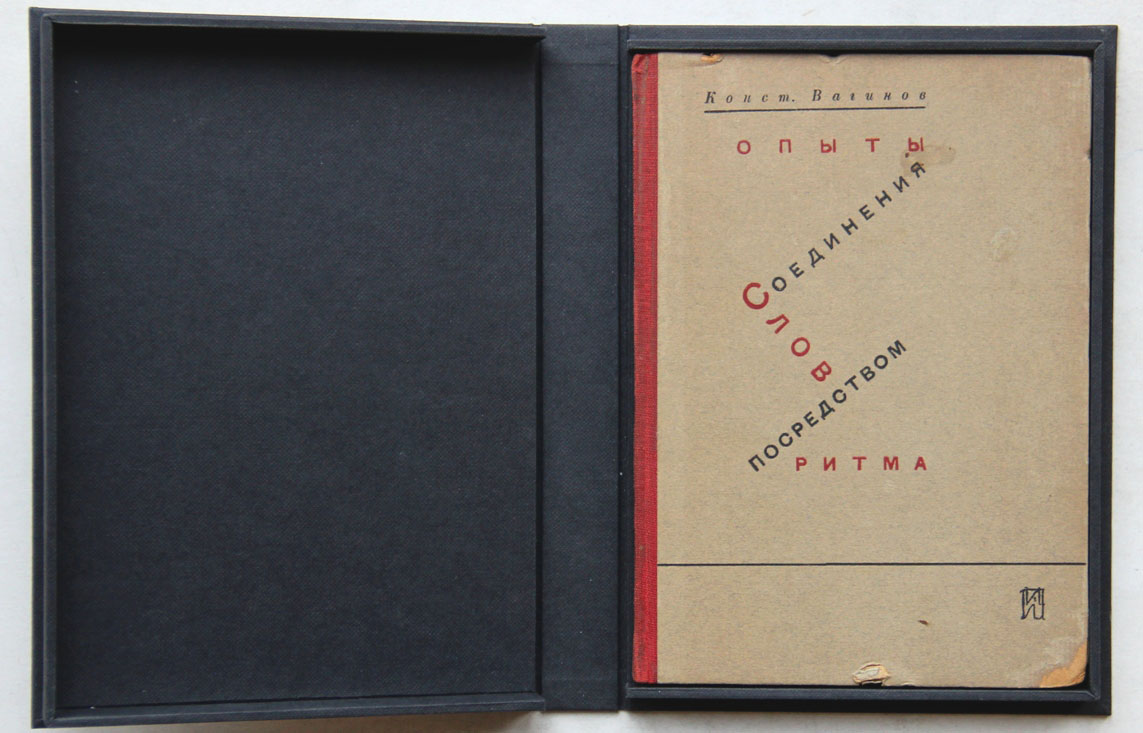 Конст. Вагинов
ОПЫТЫ
СОЕДИНЕНИЯ
СЛОВ
ПОСРЕДСТВОМ
РИТМА